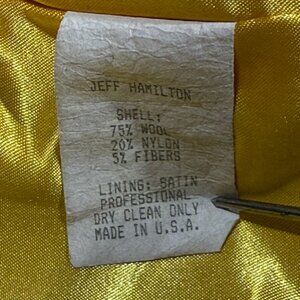 JEFF HAMILTON
SHELL:
75% WOOL
20% NYLON
5% FIBERS
LINING: SATIN
PROFESSIONAL
DRY CLEAN ONLY
MADE IN U.S.A.